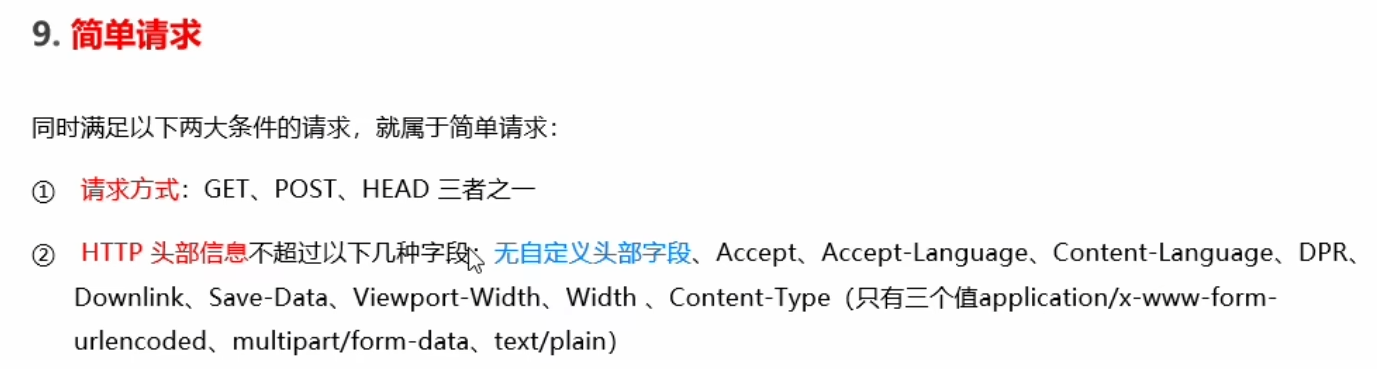 9. 简单请求
同时满足以下两大条件的请求，就属于简单请求：
① 请求方式：GET、POST、HEAD 三者之一
② HTTP 头部信息不超过以下几种字段：无自定义头部字段、Accept、Accept-Language、Content-Language、DPR、
Downlink、Save-Data、Viewport-Width、Width 、Content-Type（只有三个值application/x-www-form-
urlencoded、multipart/form-data、text/plain）